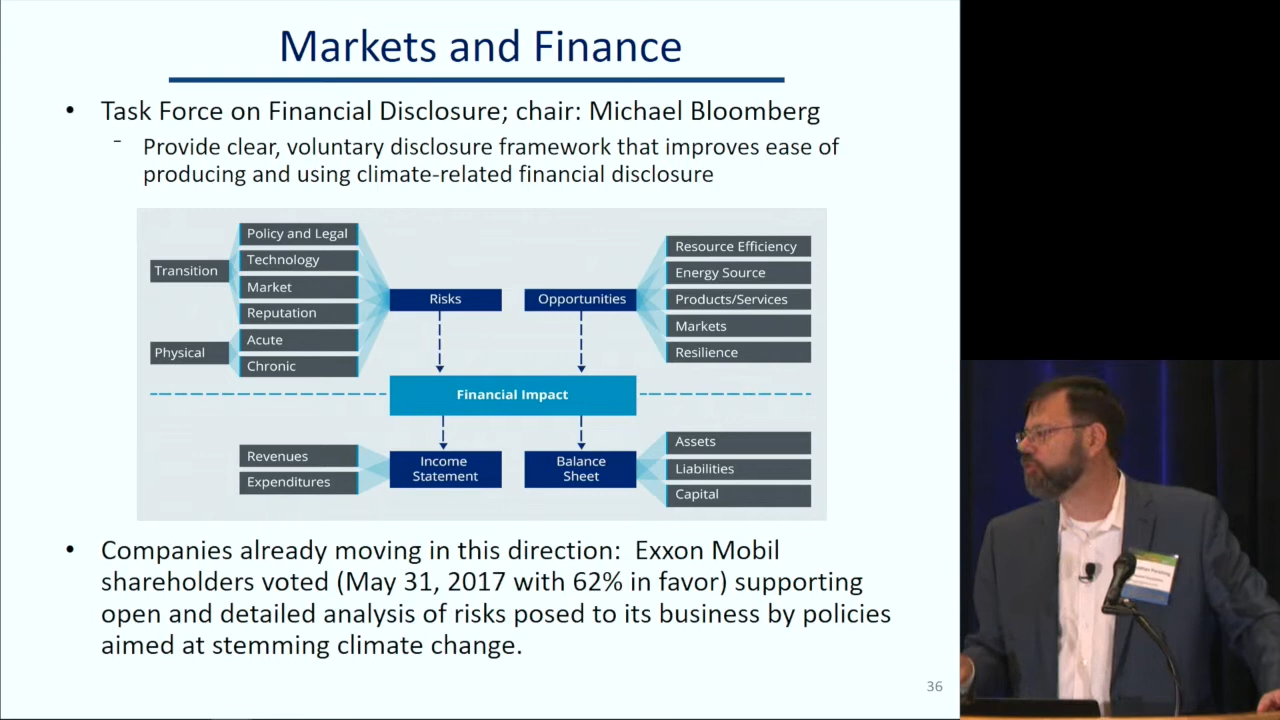 Markets and Finance
• Task Force on Financial Disclosure; chair: Michael Bloomberg
- Provide clear, voluntary disclosure framework that improves ease of
producing and using climate-related financial disclosure
Transition
Policy and Legal
Technology
Market
Reputation
Physical
Acute
Chronic
Risks
Opportunities
Resource Efficiency
Energy Source
Products/Services
Markets
Resilience
Financial Impact
Revenues
Expenditures
Income
Statement
Balance
Sheet
Assets
Liabilities
Capital
• Companies already moving in this direction: Exxon Mobil
shareholders voted (May 31, 2017 with 62% in favor) supporting
open and detailed analysis of risks posed to its business by policies
aimed at stemming climate change.
36